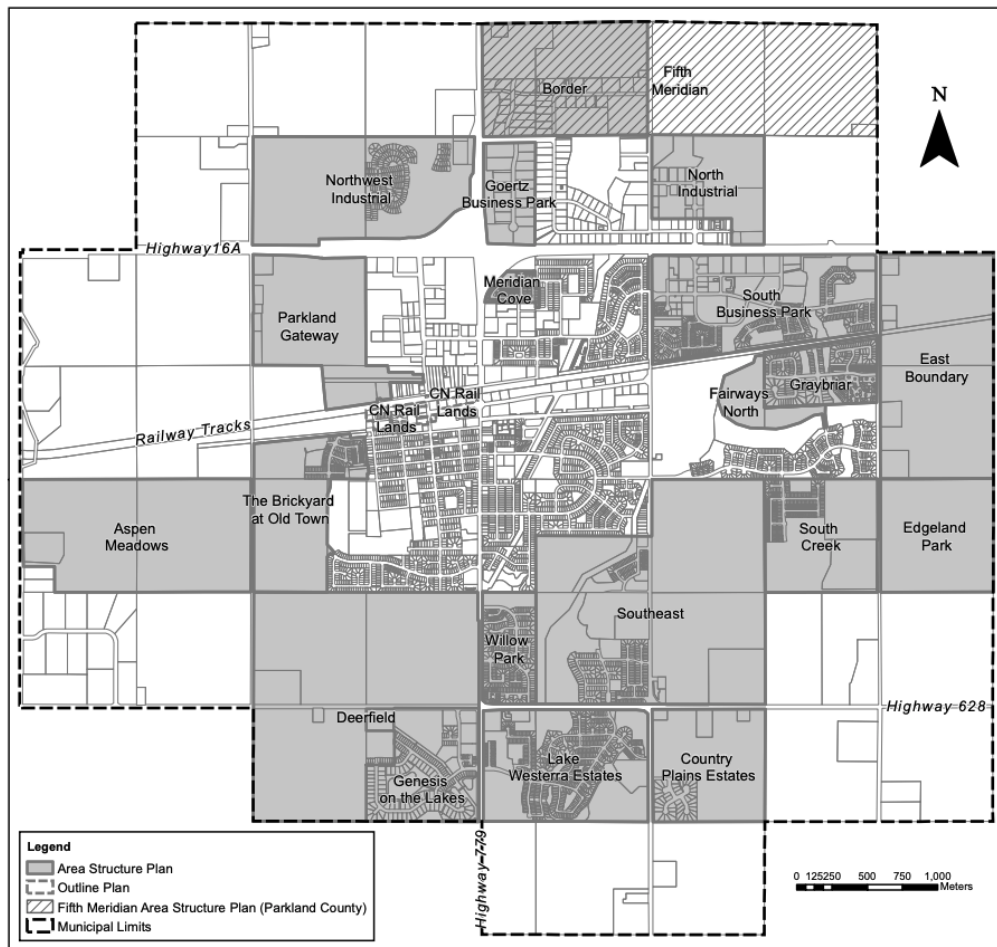 Border
Fifth
Meridian
N
Northwest
Industrial
Goertz
Business Park
North
Industrial
Highway16A
Meridian
Cove
South
Business Park
Parkland
Gateway
East
Boundary
CN Rail
Lands
CN Rail
Lands
Fairways
North
Graybriar
Railway Tracks
The Brickyard
at Old Town
Aspen
Meadows
South
Creek
Edgeland
Park
Southeast
Willow
Park
Highway 628
Deerfield
Genesis
on the Lakes
Lake
Westerra Estates
Country
Plains Estates
Highway-779
Legend
Area Structure Plan
Outline Plan
Fifth Meridian Area Structure Plan (Parkland County)
Municipal Limits
0 125250 500 750 1,000
Meters